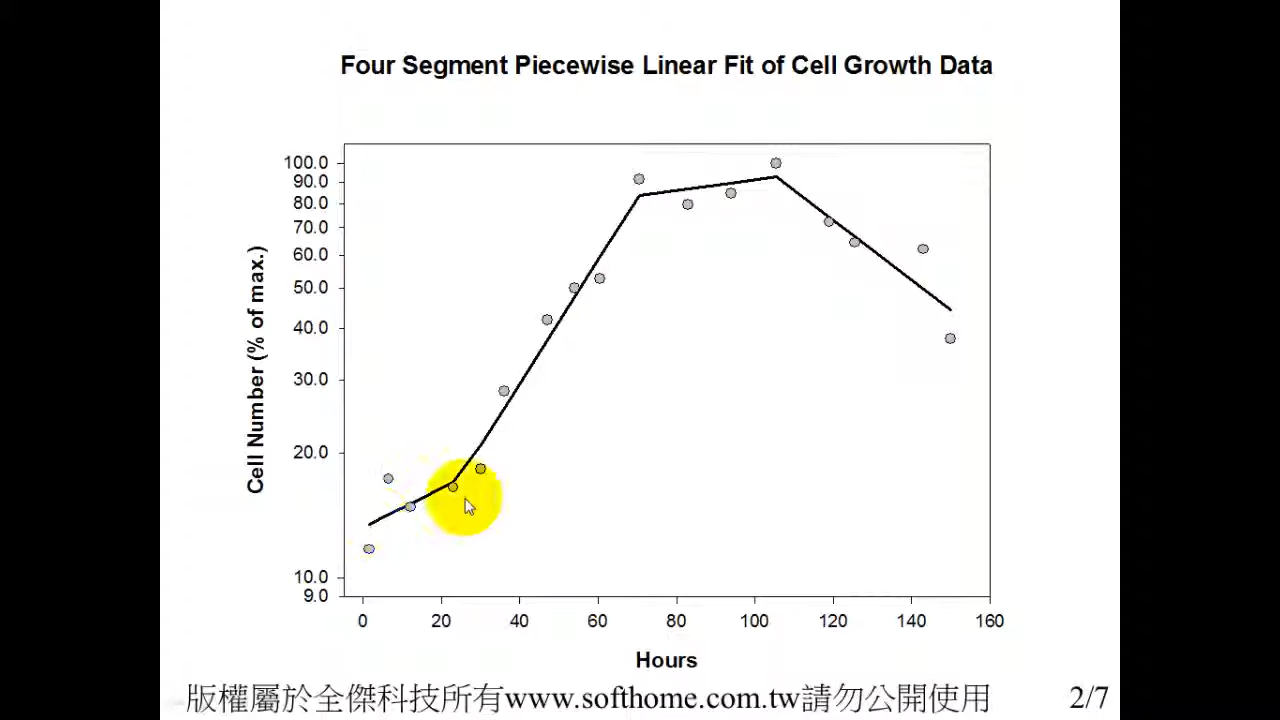 Four Segment Piecewise Linear Fit of Cell Growth Data
100.0
90.0
80.0
70.0
60.0
50.0
40.0
30.0
20.0
10.0
9.0
Cell Number (% of max.)
0 20 40 60 80 100 120 140 160
Hours
版權屬於全傑科技所有www.softhome.com.tw請勿公開使用 2/7